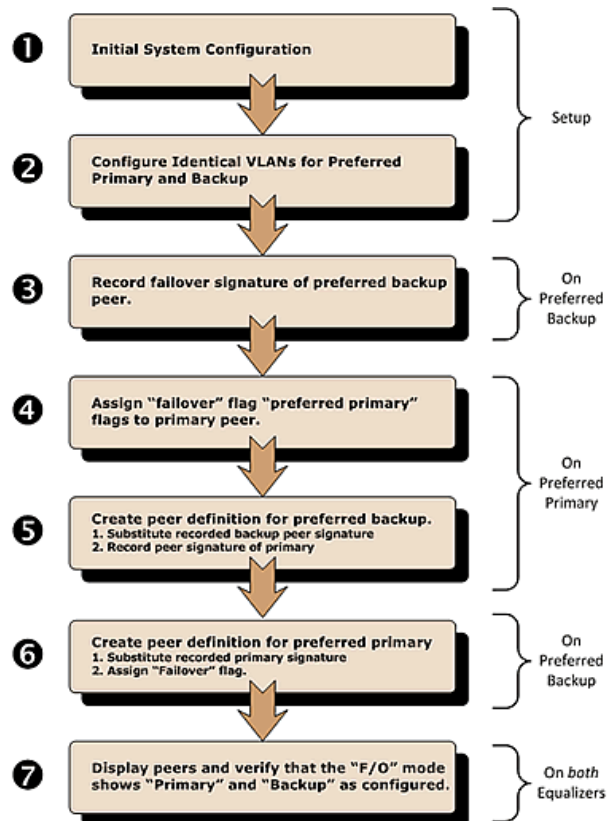 1
Initial System Configuration
Setup
2
Configure Identical VLANs for Preferred
Primary and Backup
3
Record failover signature of preferred backup
peer.
On
Preferred
Backup
4
Assign “failover” flag “preferred primary”
flags to primary peer.
On
Preferred
Primary
5
Create peer definition for preferred backup.
1. Substitute recorded backup peer signature
2. Record peer signature of primary
6
Create peer definition for preferred primary
1. Substitute recorded primary signature
2. Assign “Failover” flag.
On
Preferred
Backup
7
Display peers and verify that the “F/O” mode
shows “Primary” and “Backup” as configured.
On both
Equalizers